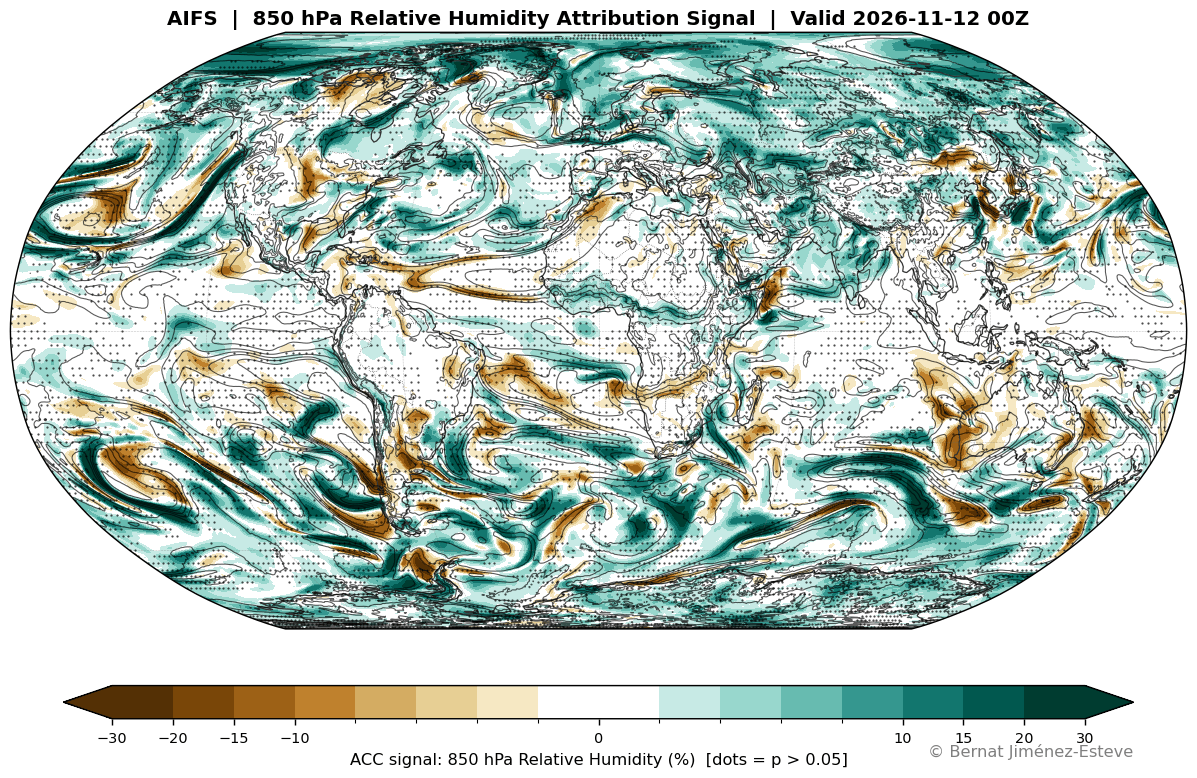 AIFS | 850 hPa Relative Humidity Attribution Signal | Valid 2026-11-12 00Z
−30 −20 −15 −10 0 10 15 20 30
ACC signal: 850 hPa Relative Humidity (%) [dots = p > 0.05]
© Bernat Jiménez-Esteve